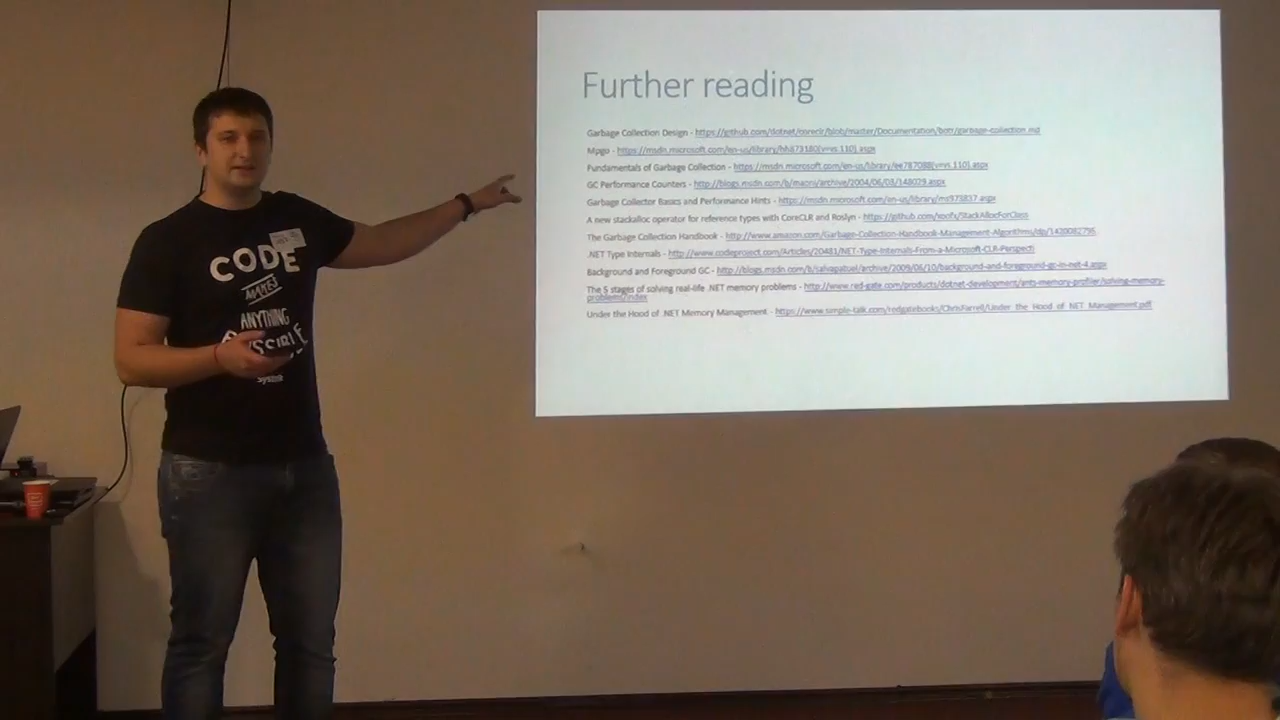 Further reading
Garbage Collection Design - https://github.com/dotnet/coreclr/blob/master/Documentation/botr/garbage-collection.md
Mpgo - https://msdn.microsoft.com/en-us/library/hh873180(v=vs.110).aspx
Fundamentals of Garbage Collection - https://msdn.microsoft.com/en-us/library/ee787088(v=vs.110).aspx
GC Performance Counters - http://blogs.msdn.com/b/maoni/archive/2004/06/03/148029.aspx
Garbage Collector Basics and Performance Hints - https://msdn.microsoft.com/en-us/library/ms973837.aspx
A new stackalloc operator for reference types with CoreCLR and Roslyn - https://github.com/xoofx/StackAllocForClass
The Garbage Collection Handbook - http://www.amazon.com/Garbage-Collection-Handbook-Management-Algorithms/dp/1420082795
.NET Type Internals - http://www.codeproject.com/Articles/20481/NET-Type-Internals-From-a-Microsoft-CLR-Perspecti
Background and Foreground GC - http://blogs.msdn.com/b/salvapatuel/archive/2009/06/10/background-and-foreground-gc-in-net-4.aspx
The 5 stages of solving real-life .NET memory problems - http://www.red-gate.com/products/dotnet-development/ants-memory-profiler/solving-memory-
problems/index
Under the Hood of .NET Memory Management - https://www.simple-talk.com/redgatebooks/ChrisFarrell/Under_the_Hood_of_.NET_Management.pdf
CODE
MAKES
ANYTHING
POSSIBLE
System